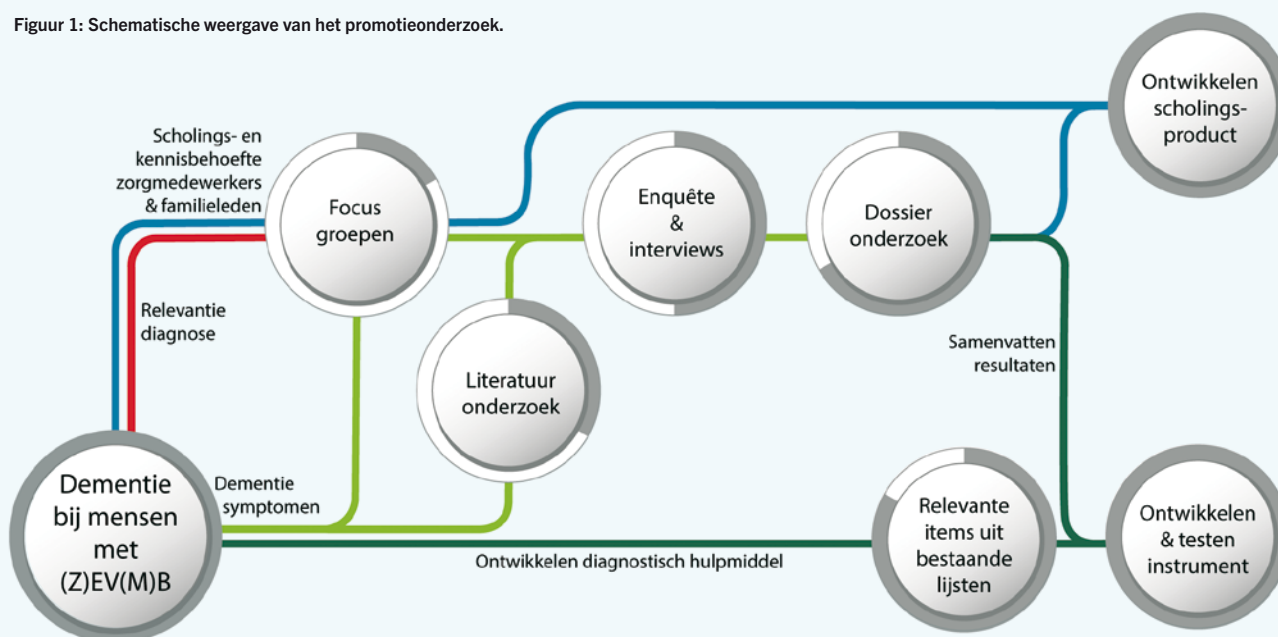 Figuur 1: Schematische weergave van het promotieonderzoek.
Scholings- en
kennisbehoefte
zorgmedewerkers
& familieleden
Focus
groepen
Enquête
&
interviews
Dossier
onderzoek
Ontwikkelen
scholings-
product
Relevantie
diagnose
Literatuur
onderzoek
Samenvatten
resultaten
Dementie
bij mensen
met
(Z)EV(M)B
Dementie
symptomen
Ontwikkelen diagnostisch hulpmiddel
Relevante
items uit
bestaande
lijsten
Ontwikkelen
& testen
instrument